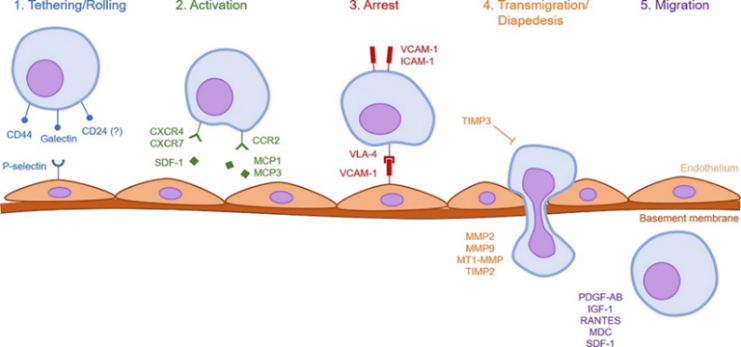 1. Tethering/Rolling
2. Activation
3. Arrest
4. Transmigration/
Diapedesis
5. Migration
CD44
Galectin
CD24 (?)
P-selectin
CXCR4
CXCR7
CCR2
SDF-1
MCP1
MCP3
VCAM-1
ICAM-1
VLA-4
VCAM-1
TIMP3
MMP2
MMP9
MT1-MMP
TIMP2
Endothelium
Basement membrane
PDGF-AB
IGF-1
RANTES
MDC
SDF-1